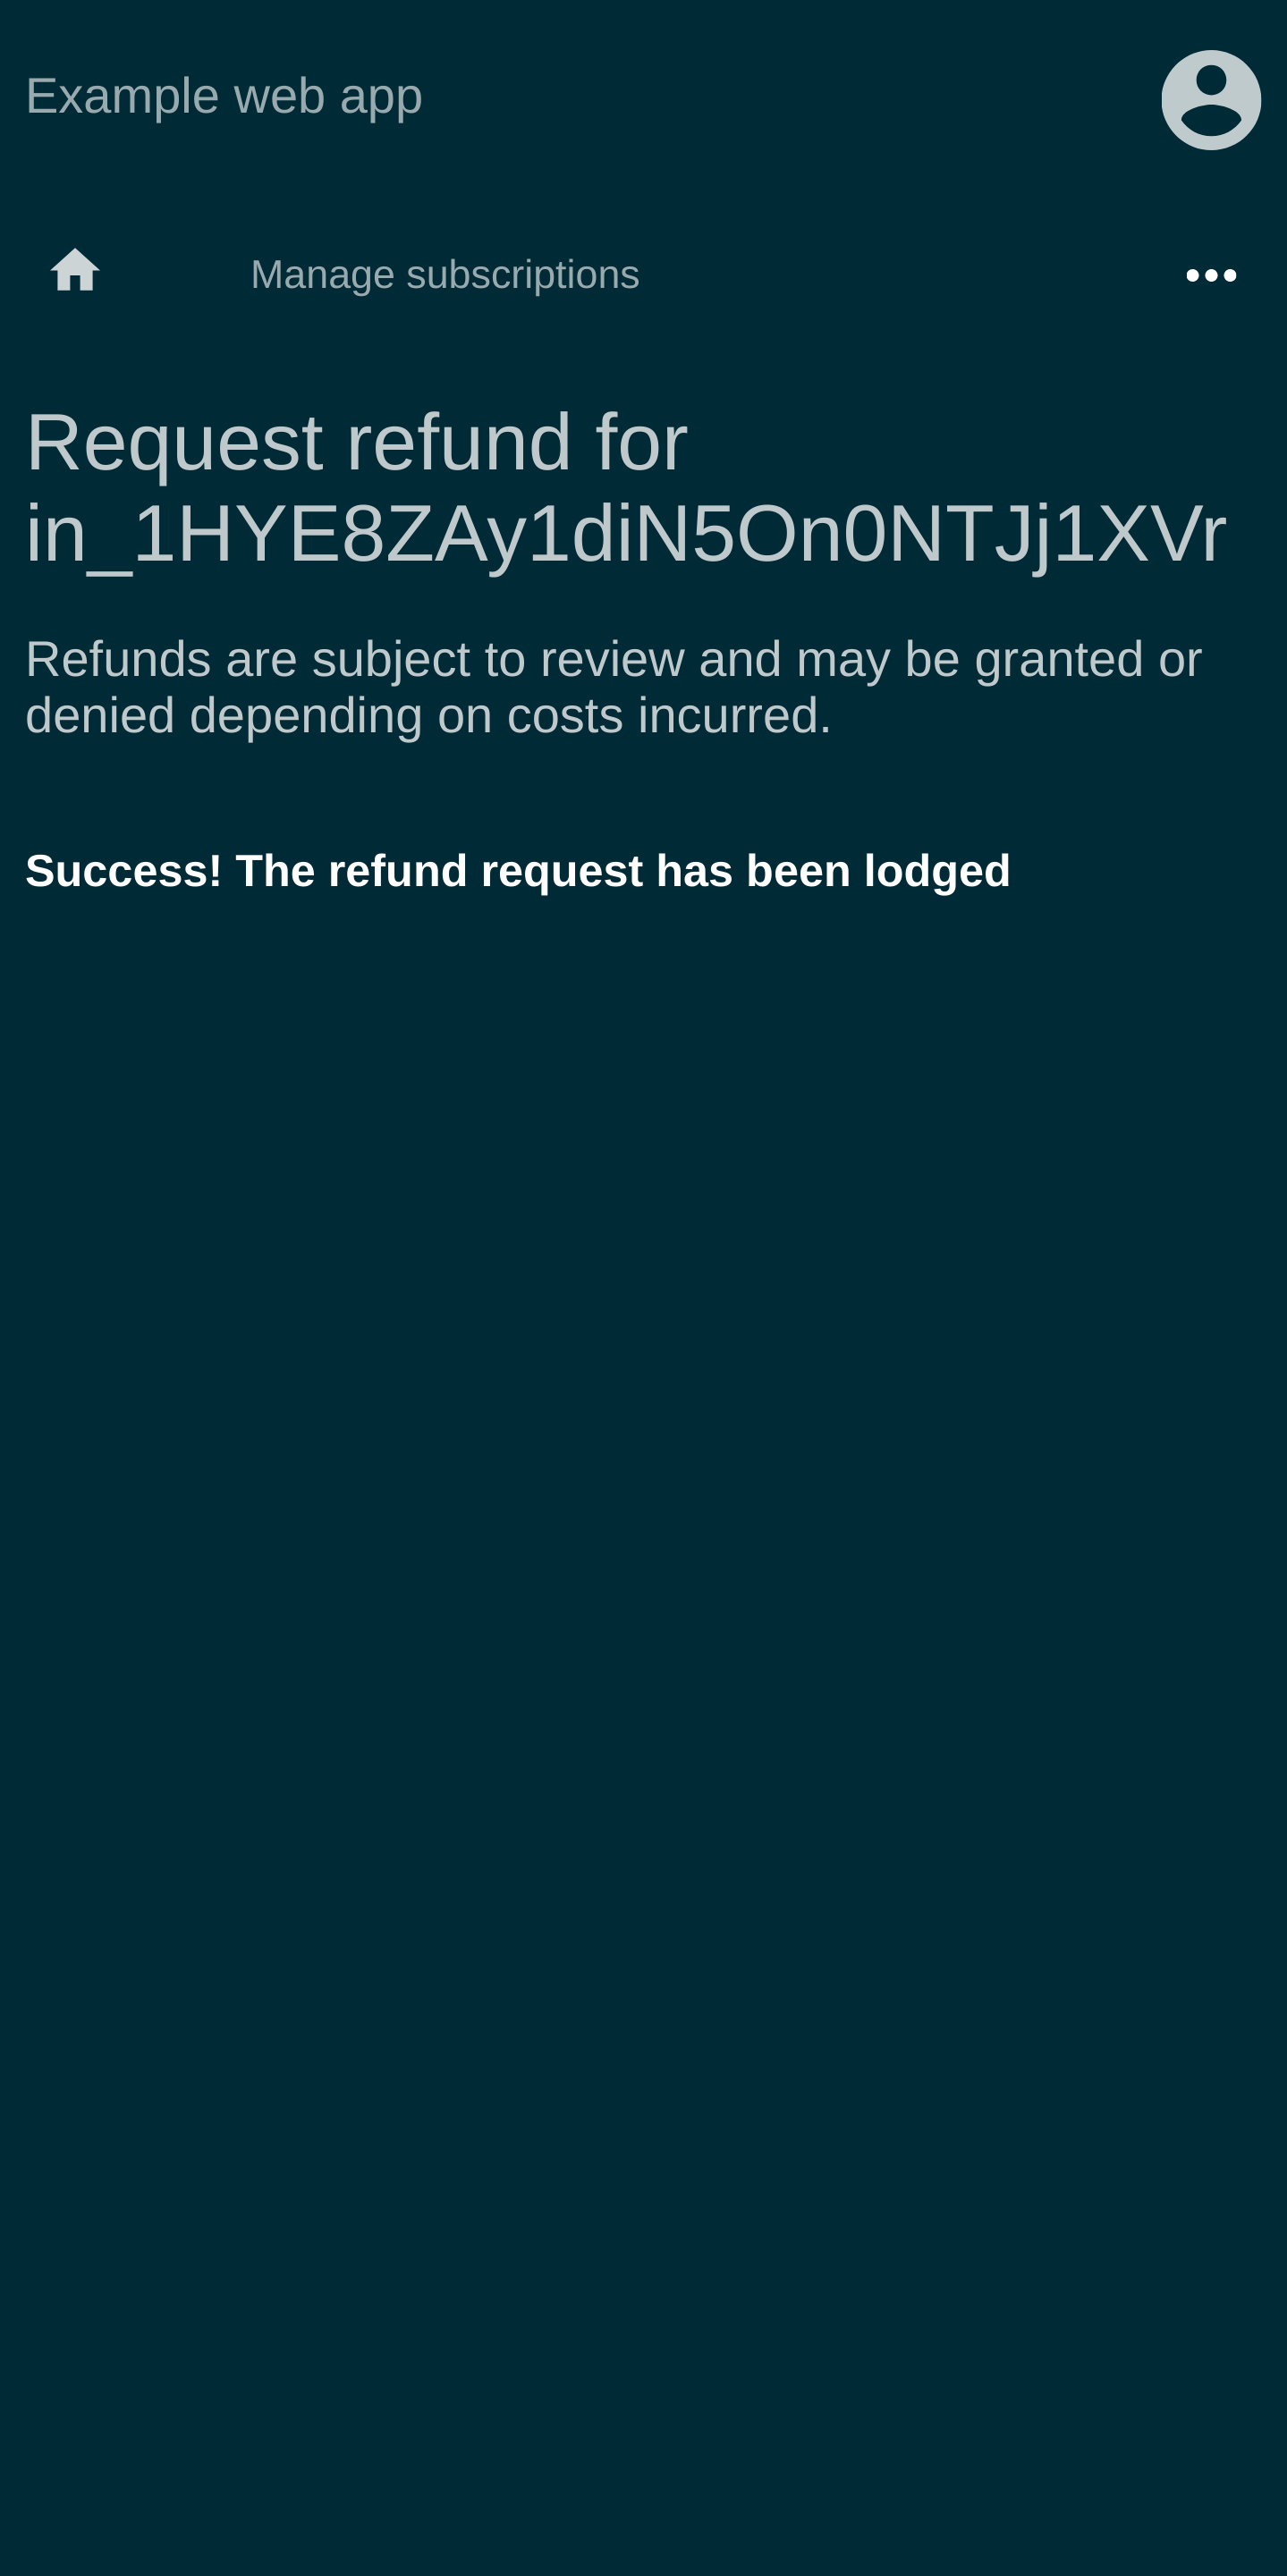 Example web app
Manage subscriptions
Request refund for
in_1HYE8ZAy1diN5On0NTJj1XVr
Refunds are subject to review and may be granted or
denied depending on costs incurred.
Success! The refund request has been lodged